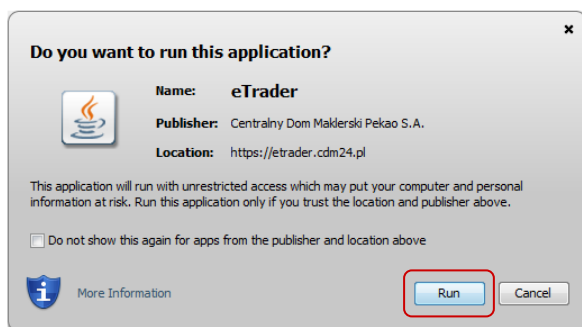 Do you want to run this application?
Name: eTrader
Publisher: Centralny Dom Maklerski Pekao S.A.
Location: https://etrader.cdm24.pl
This application will run with unrestricted access which may put your computer and personal
information at risk. Run this application only if you trust the location and publisher above.
Do not show this again for apps from the publisher and location above
More Information
Run Cancel